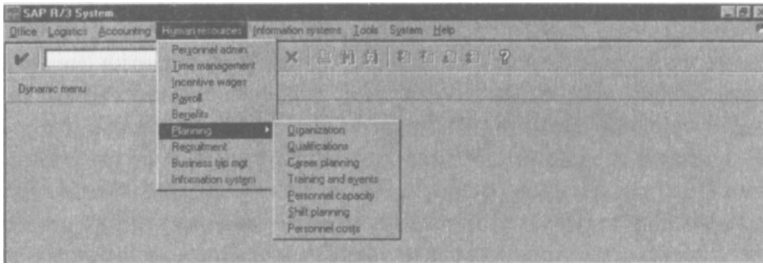 SAP R/3 System
Office Logistics Accounting Human resources Information systems Tools System Help
Dynamic menu
Personnel admin.
Time management
Incentive wages
Payroll
Benefits
Planning
Recruitment
Business trip mgt
Information system
Organization
Qualifications
Career planning
Training and events
Personnel capacity
Shift planning
Personnel costs